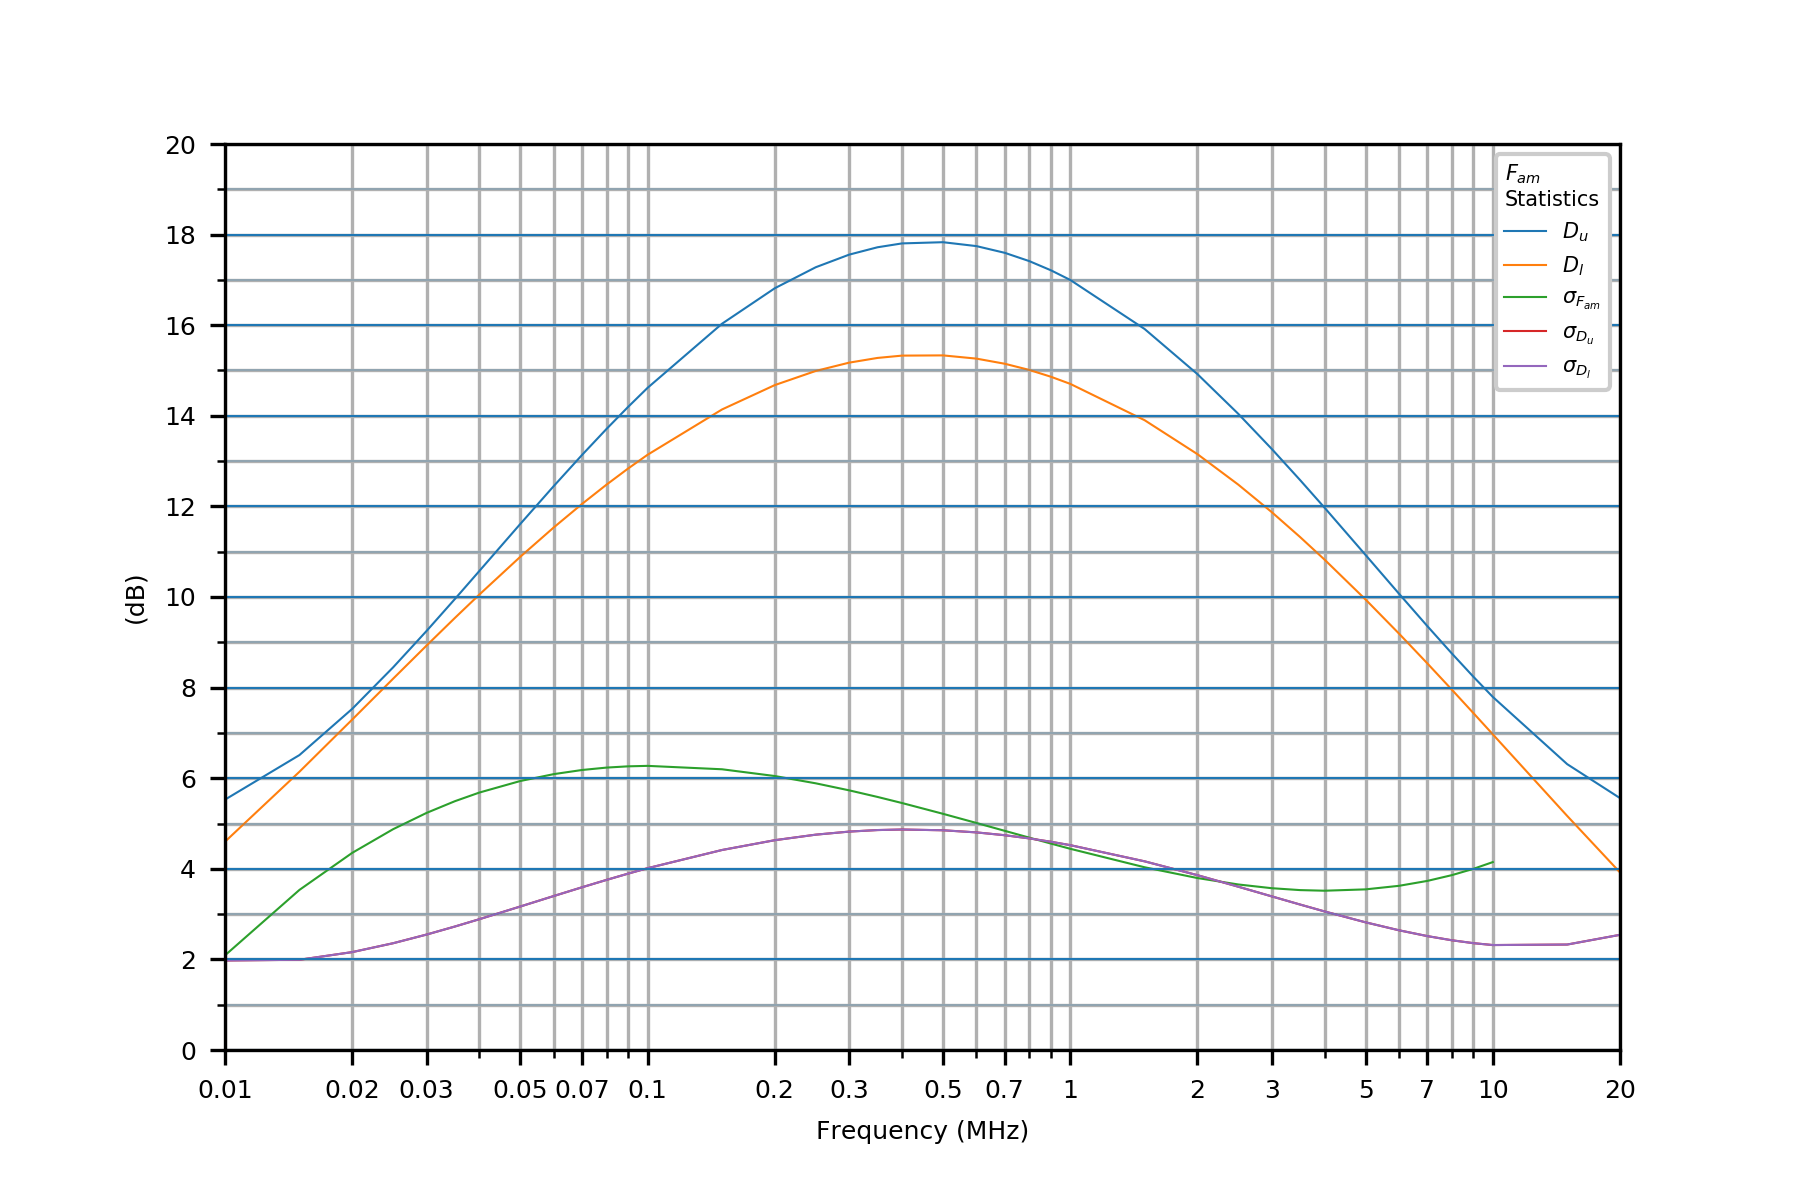 20
18
16
14
12
10
8
6
4
2
0
(dB)
F_am
Statistics
D_u
D_l
σ_F_am
σ_D_u
σ_D_l
0.01 0.02 0.03 0.05 0.07 0.1 0.2 0.3 0.5 0.7 1 2 3 5 7 10 20
Frequency (MHz)